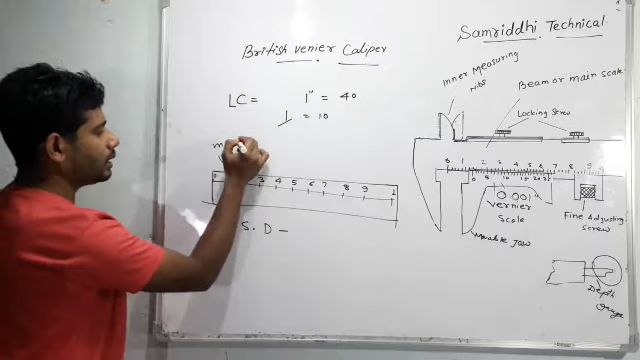 Samriddhi Technical
British venier Caliper
LC =
1" = 40
1 = 10
m
0 3 4 5 6 7 8 9 1
S. D -
Inner Measuring
nibs
Beam or main scale
Locking Screw
0 1 2 3 4 5 6 7 8 9
0.001"
Vernier
Scale
Movable Jaw
Fine Adjusting
screw
Depth
Gauge